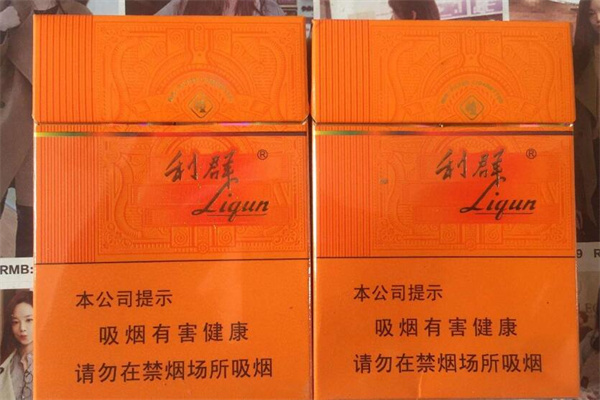 利群®
Liqun
本公司提示
吸烟有害健康
请勿在禁烟场所吸烟
利群®
Liqun
本公司提示
吸烟有害健康
请勿在禁烟场所吸烟
RMB:
9 R